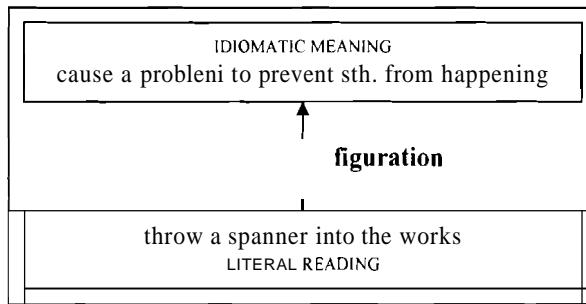 IDIOMATIC MEANING
cause a probleni to prevent sth. from happening
figuration
throw a spanner into the works
LITERAL READING